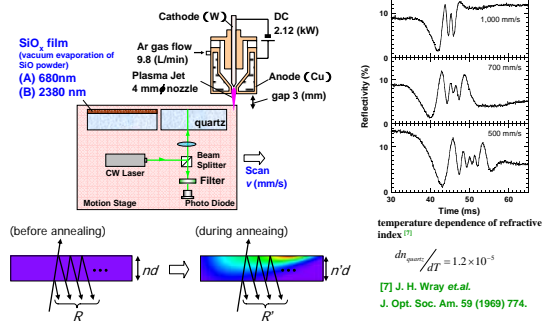 Cathode (W)
DC
2.12 (kW)
SiOx film
(vacuum evaporation of
SiO powder)
(A) 680nm
(B) 2380 nm
Ar gas flow
9.8 (L/min)
Plasma Jet
4 mmϕ nozzle
Anode (Cu)
gap 3 (mm)
quartz
Beam
Splitter
CW Laser
Filter
Motion Stage
Photo Diode
Scan
v (mm/s)
(before annealing)
nd
R
(during anneaing)
n'd
R'
Reflectivity (%)
10
0
1,000 mm/s
10
0
700 mm/s
10
0
500 mm/s
30 40 50 60
Time (ms)
temperature dependence of refractive
index [7]
dn quartz / dT = 1.2 × 10⁻⁵
[7] J. H. Wray et.al.
J. Opt. Soc. Am. 59 (1969) 774.